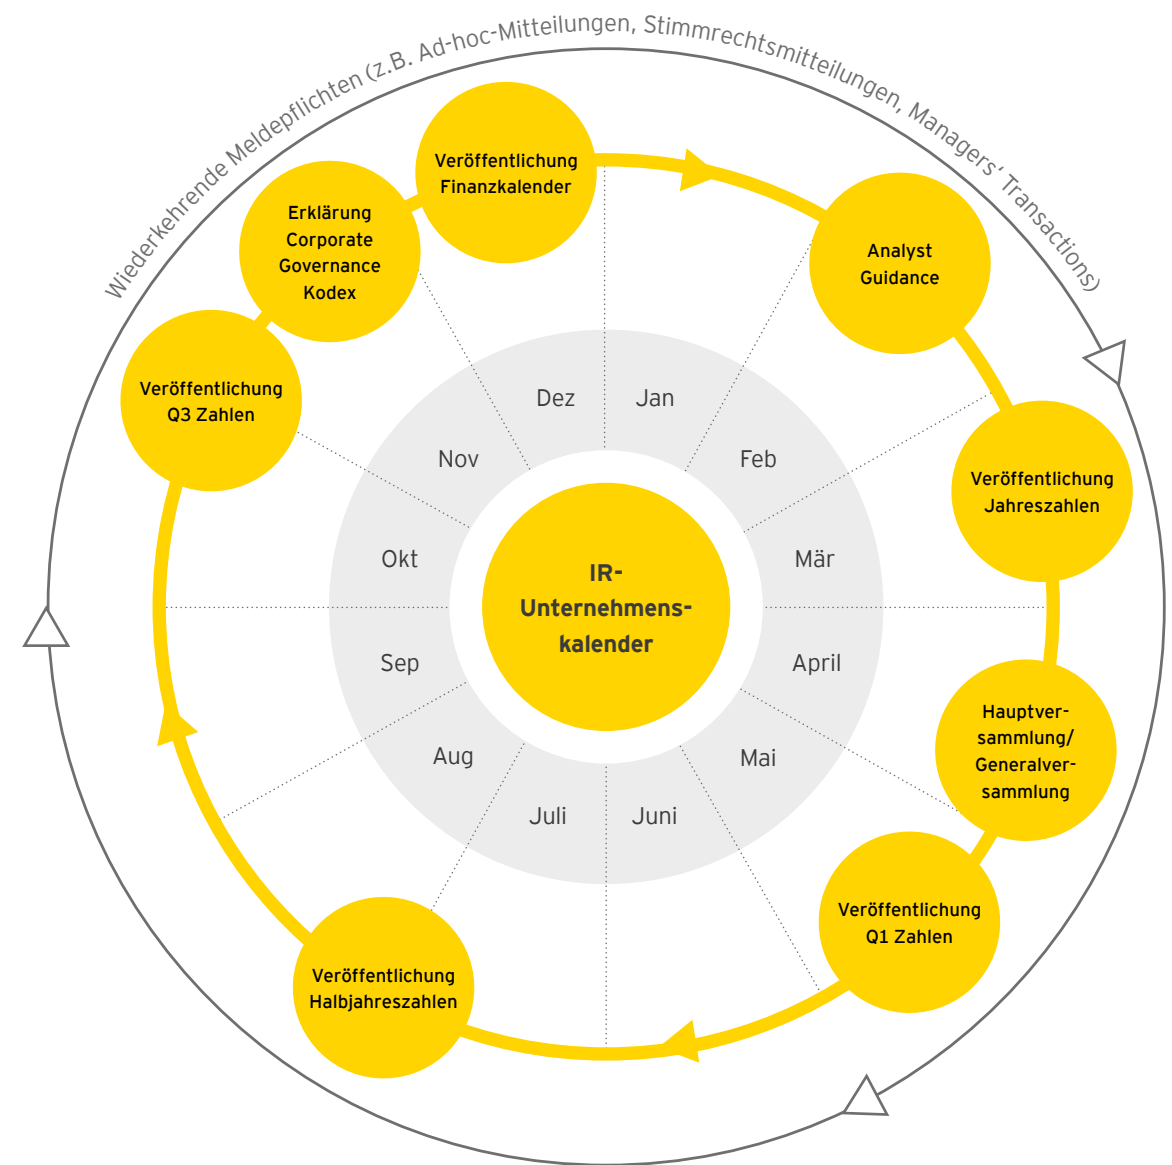 Wiederkehrende Meldepflichten (z.B. Ad-hoc-Mitteilungen, Stimmrechtsmitteilungen, Managers‘ Transactions)
Veröffentlichung
Finanzkalender
Erklärung
Corporate
Governance
Kodex
Analyst
Guidance
Veröffentlichung
Q3 Zahlen
Veröffentlichung
Jahreszahlen
Dez
Jan
Nov
Feb
Okt
Mär
IR-
Unternehmens-
kalender
Sep
April
Aug
Mai
Juli
Juni
Hauptver-
sammlung/
Generalver-
sammlung
Veröffentlichung
Q1 Zahlen
Veröffentlichung
Halbjahreszahlen